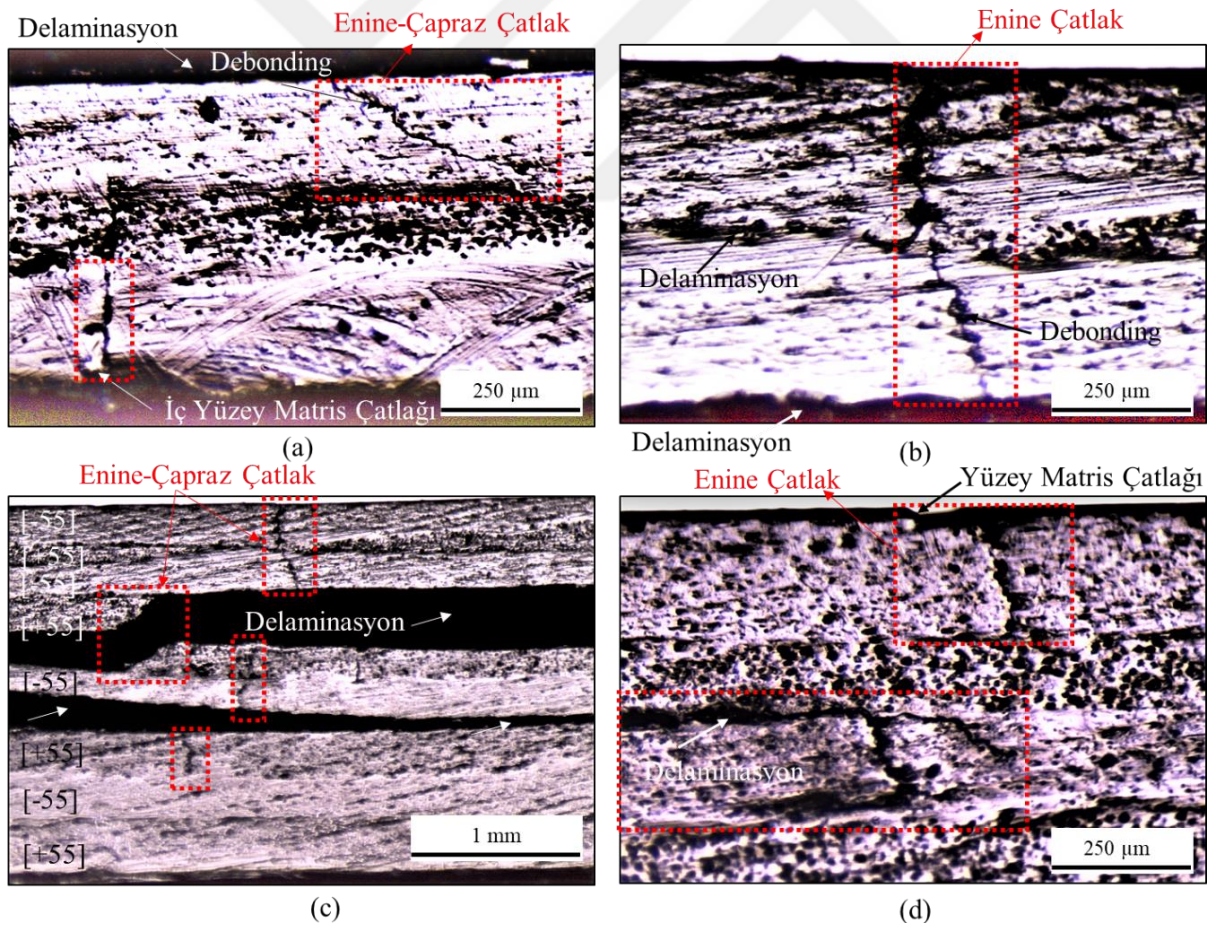 Delaminasyon
Enine-Çapraz Çatlak
Debonding
İç Yüzey Matris Çatlağı
250 µm
(a)
Enine Çatlak
Delaminasyon
Debonding
250 µm
Delaminasyon
(b)
Enine-Çapraz Çatlak
[-55]
[+55]
[+55]
Delaminasyon
[-55]
[+55]
[-55]
[+55]
1 mm
(c)
Enine Çatlak
Yüzey Matris Çatlağı
Delaminasyon
250 µm
(d)